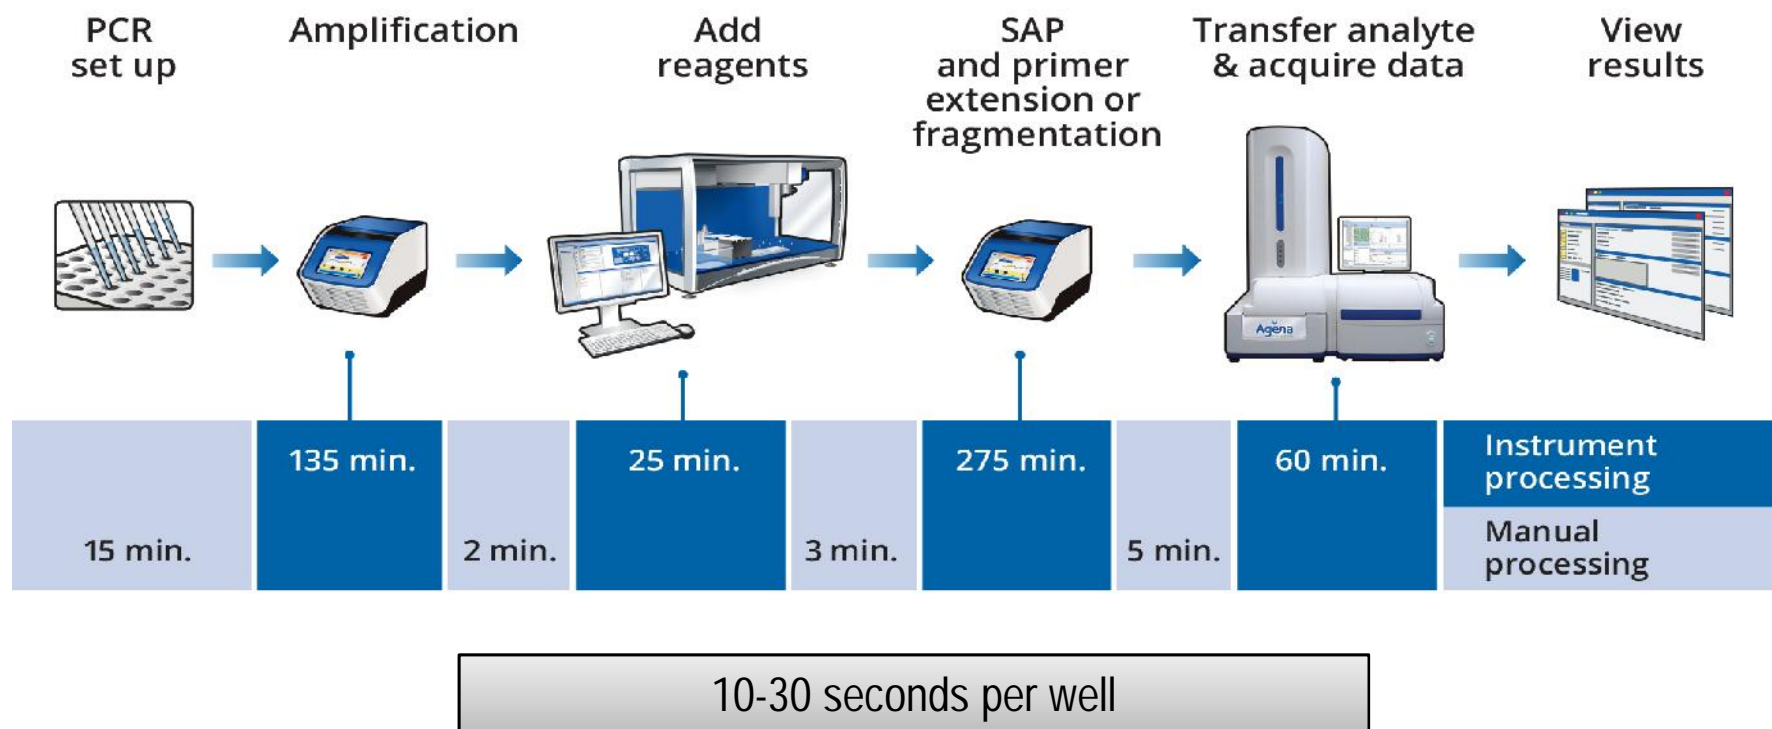 PCR
set up
Amplification
Add
reagents
SAP
and primer
extension or
fragmentation
Transfer analyte
& acquire data
View
results
Agena
135 min.
25 min.
275 min.
60 min.
Instrument
processing
15 min.
2 min.
3 min.
5 min.
Manual
processing
10-30 seconds per well